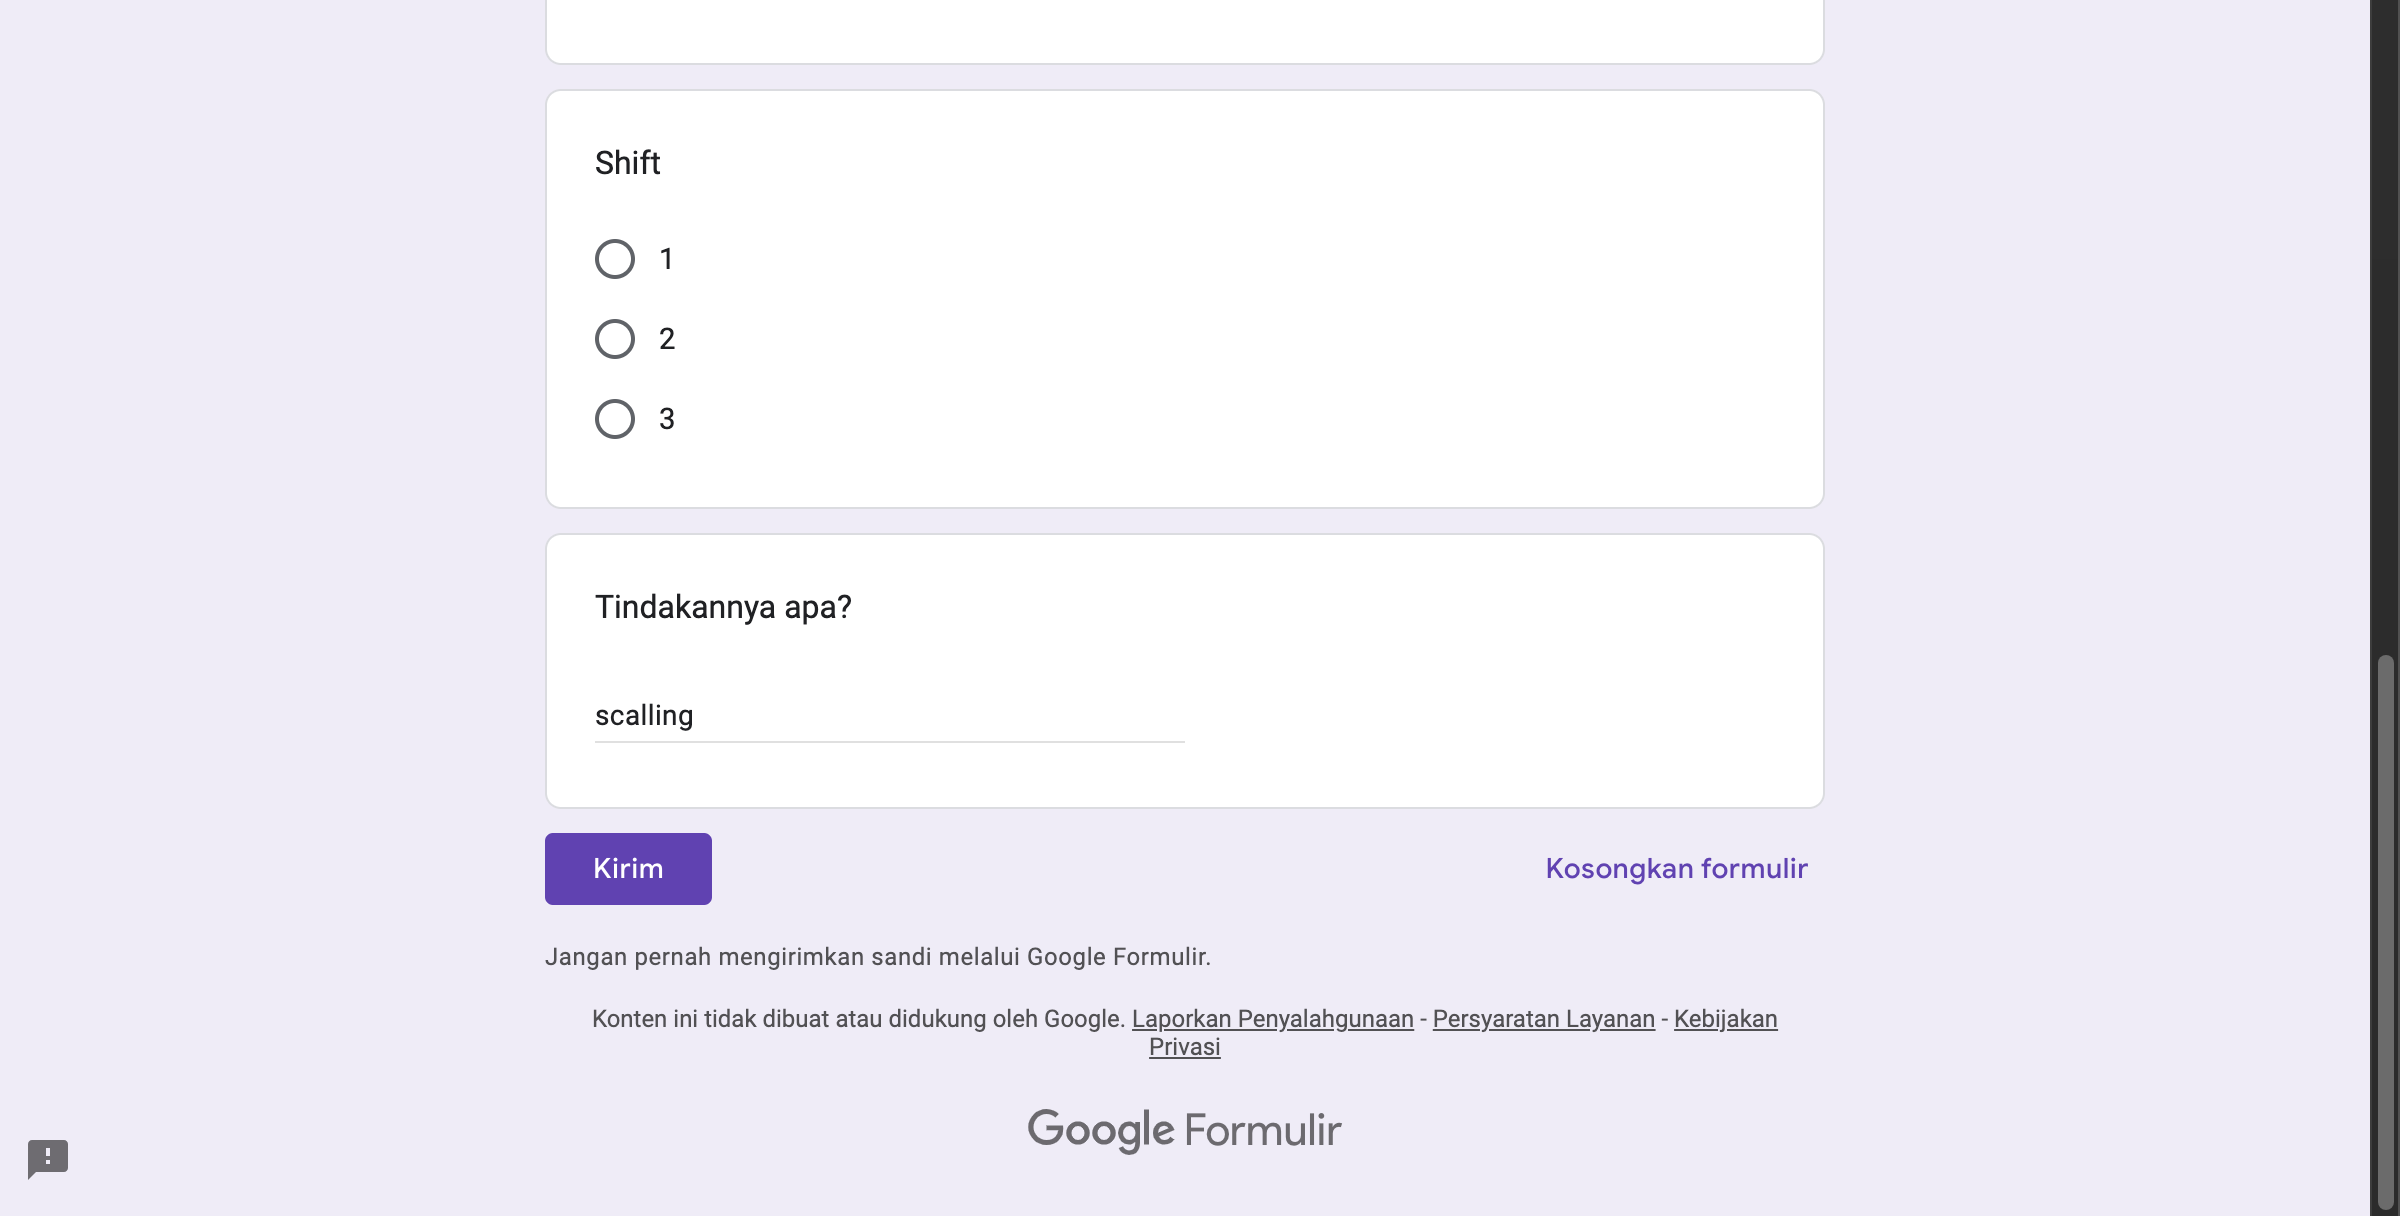 Shift
1
2
3
Tindakannya apa?
scalling
Kirim
Kosongkan formulir
Jangan pernah mengirimkan sandi melalui Google Formulir.
Konten ini tidak dibuat atau didukung oleh Google. Laporkan Penyalahgunaan - Persyaratan Layanan - Kebijakan
Privasi
Google Formulir